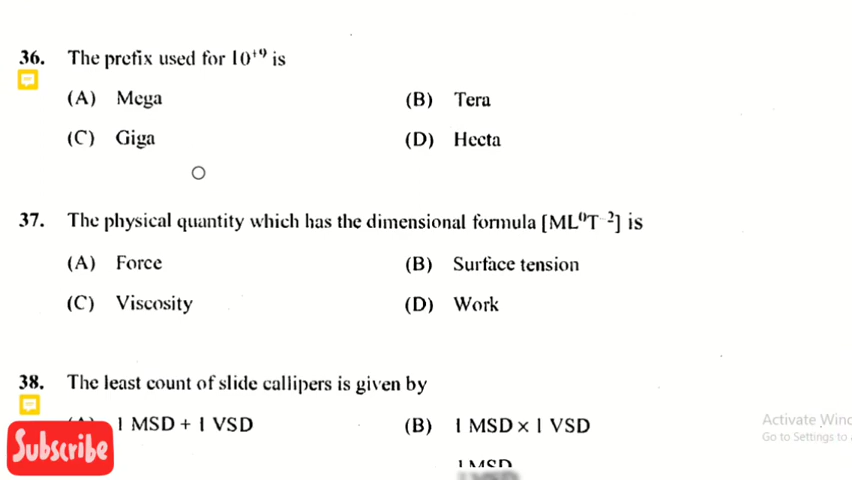 36. The prefix used for 10⁺⁹ is
(A) Mega (B) Tera
(C) Giga (D) Hecta
37. The physical quantity which has the dimensional formula [ML⁰T⁻²] is
(A) Force (B) Surface tension
(C) Viscosity (D) Work
38. The least count of slide callipers is given by
1 MSD + 1 VSD (B) 1 MSD × 1 VSD
1 MSD
Subscribe
Activate Wind
Go to Settings to